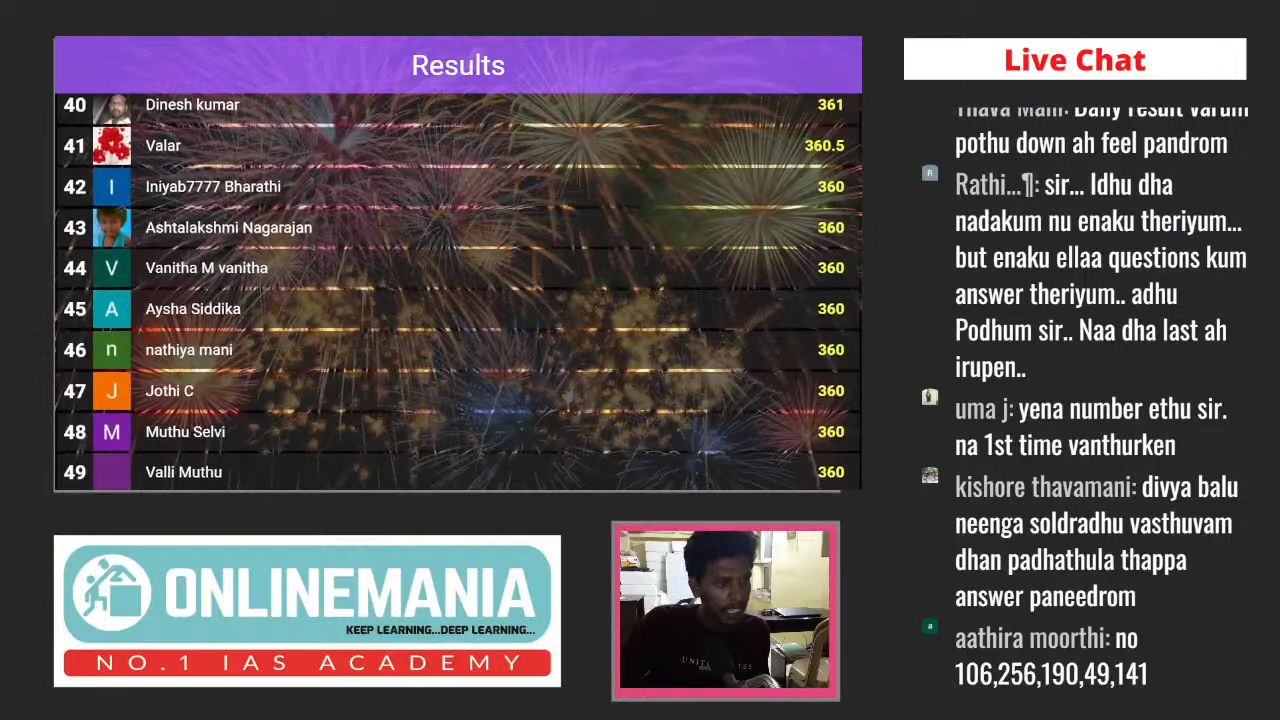 Results
40 Dinesh kumar 361
41 Valar 360.5
42 I Iniyab7777 Bharathi 360
43 Ashtalakshmi Nagarajan 360
44 V Vanitha M vanitha 360
45 A Aysha Siddika 360
46 n nathiya mani 360
47 J Jothi C 360
48 M Muthu Selvi 360
49 Valli Muthu 360
ONLINEMANIA
KEEP LEARNING...DEEP LEARNING...
NO.1 IAS ACADEMY
Live Chat
Thava Mani: Daily result varum
pothu down ah feel pandrom
R Rathi...¶: sir... Idhu dha
nadakum nu enaku theriyum...
but enaku ellaa questions kum
answer theriyum.. adhu
Podhum sir.. Naa dha last ah
irupen..
uma j: yena number ethu sir.
na 1st time vanthurken
kishore thavamani: divya balu
neenga soldradhu vasthuvam
dhan padhathula thappa
answer paneedrom
a aathira moorthi: no
106,256,190,49,141